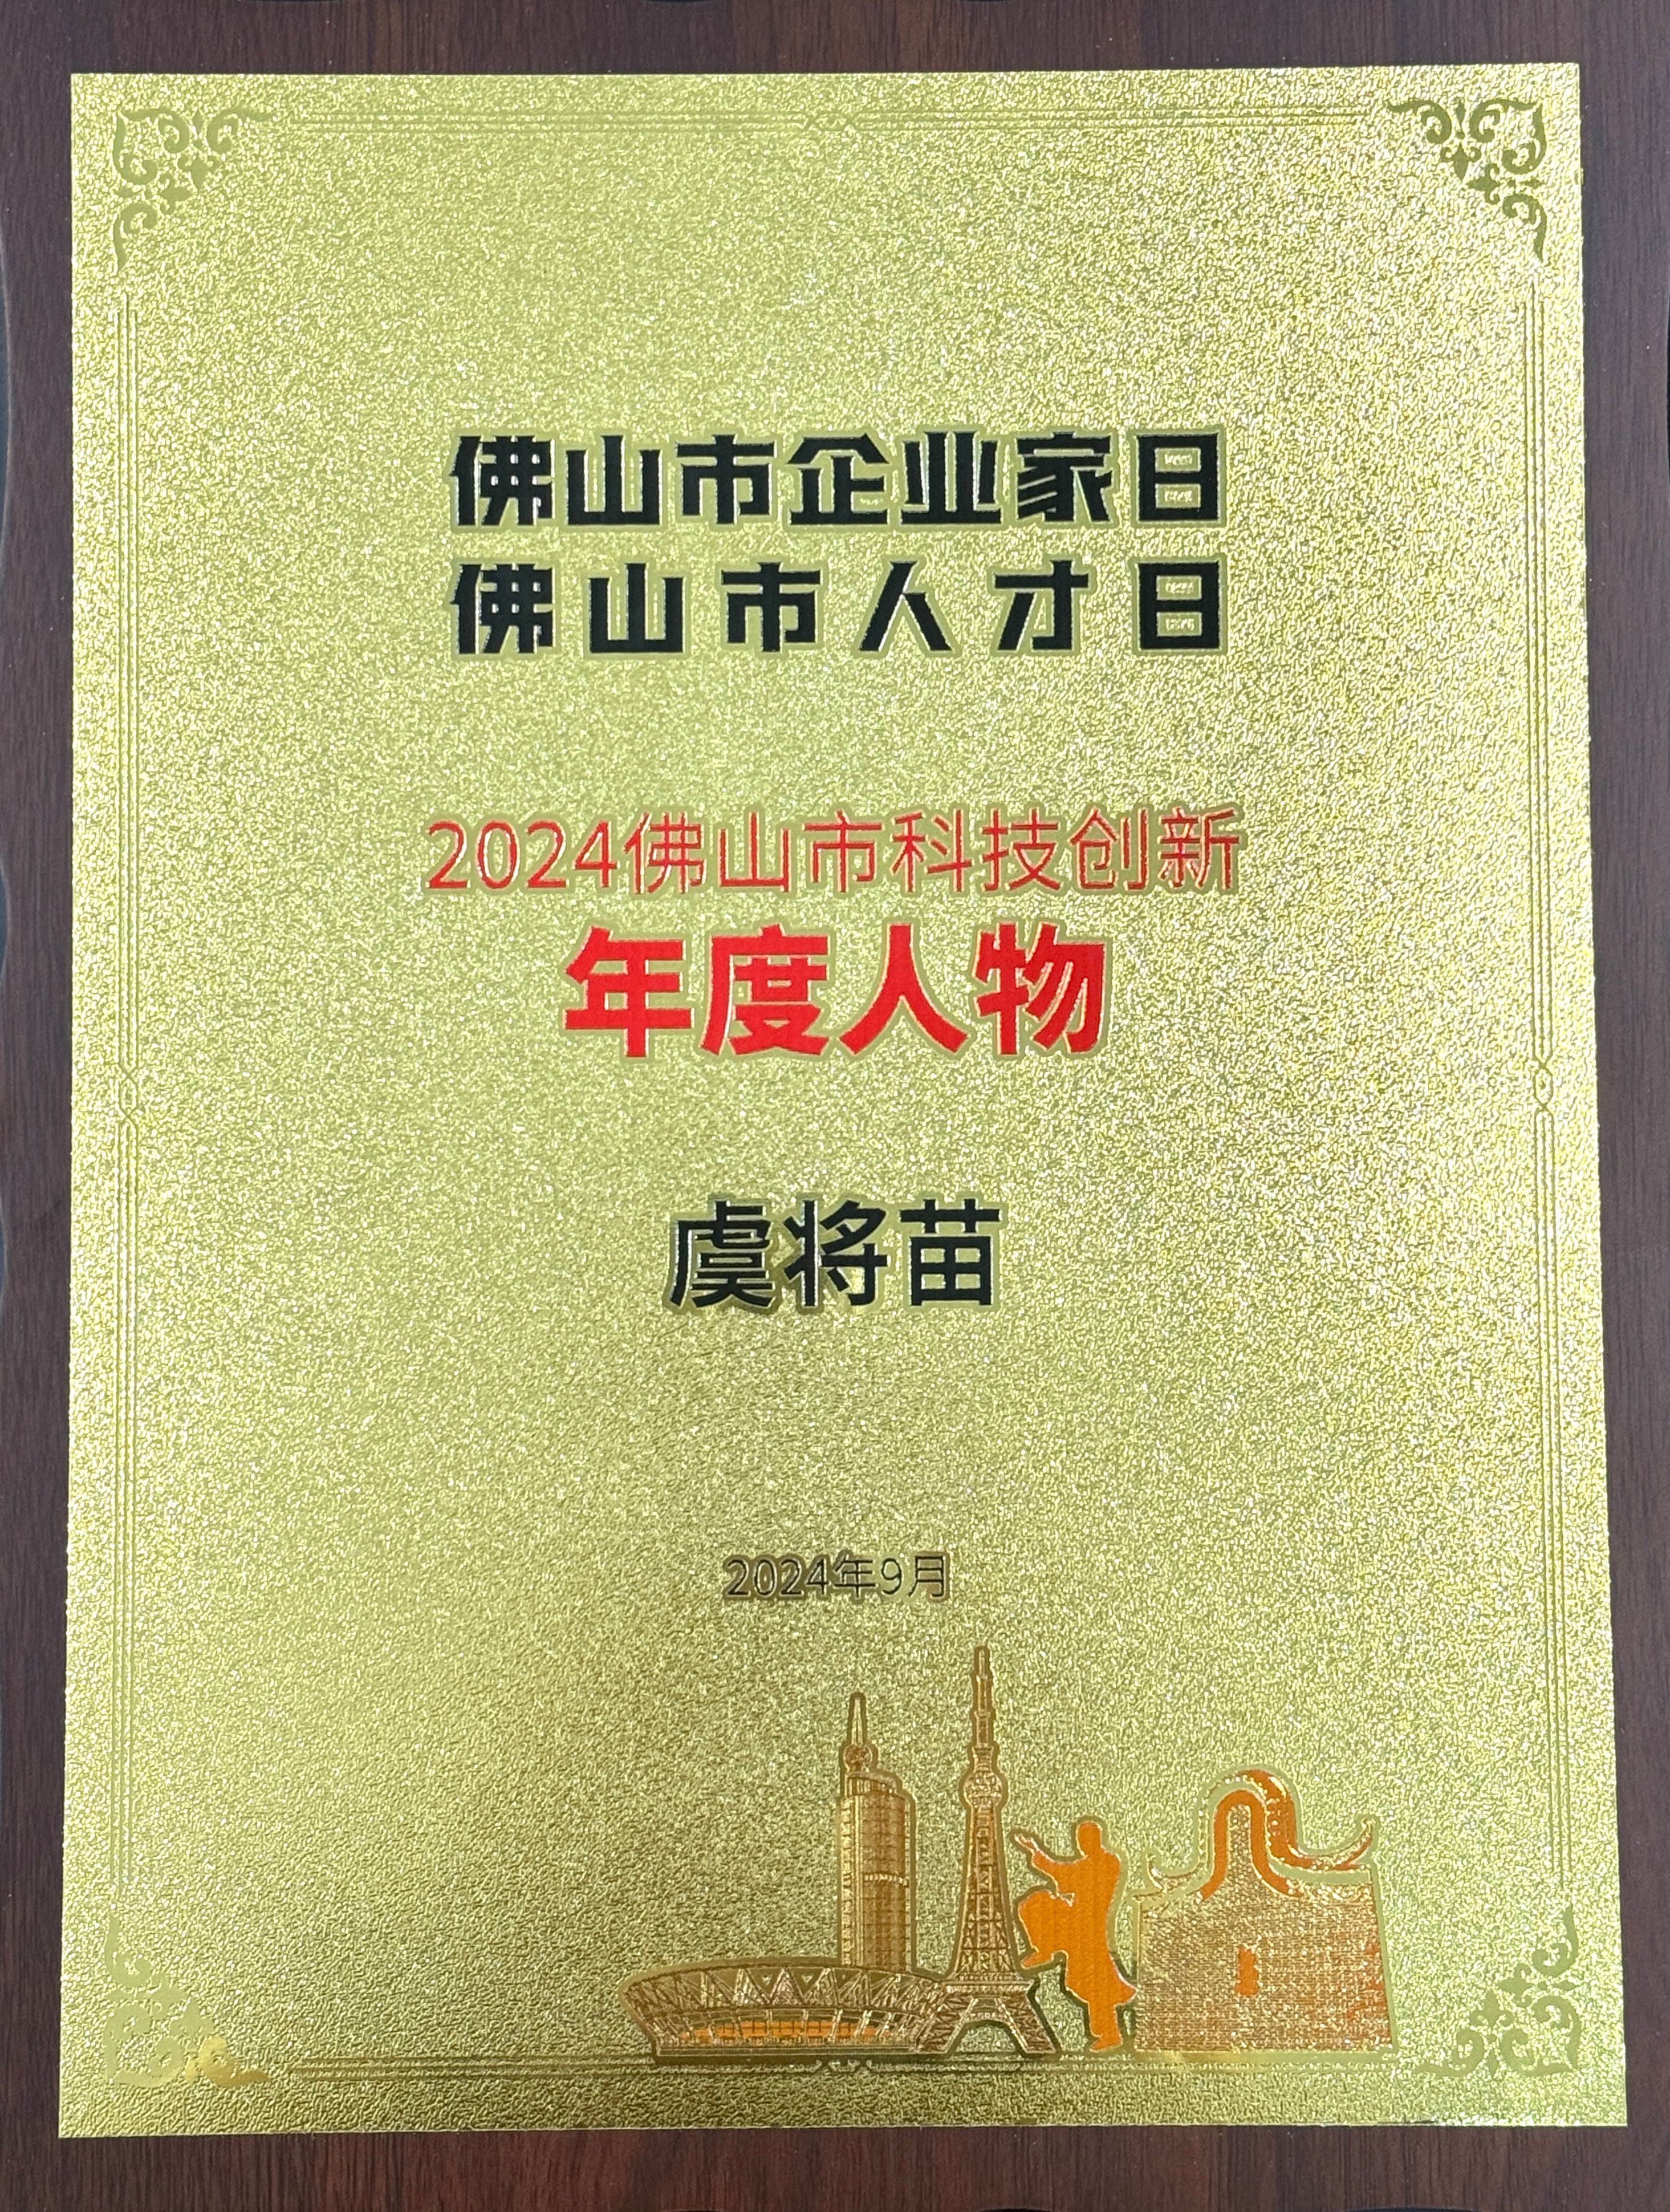 佛山市企业家日
佛山市人才日
2024佛山市科技创新
年度人物
虞将苗
2024年9月